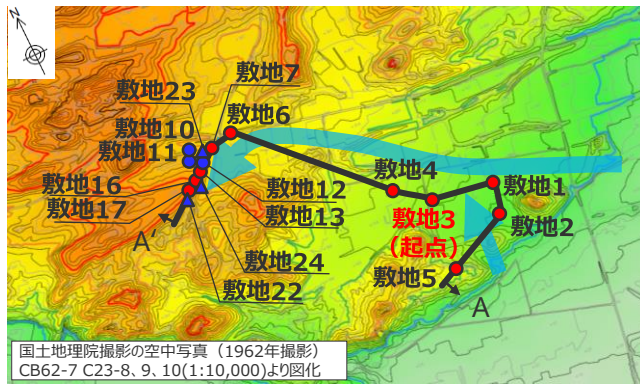 N
敷地7
敷地23
敷地6
敷地10
敷地11
敷地4
敷地1
敷地16
敷地12
敷地17
敷地13
敷地3
(起点)
敷地2
A'
敷地24
敷地5
敷地22
A
国土地理院撮影の空中写真(1962年撮影)
CB62-7 C23-8、9、10(1:10,000)より図化